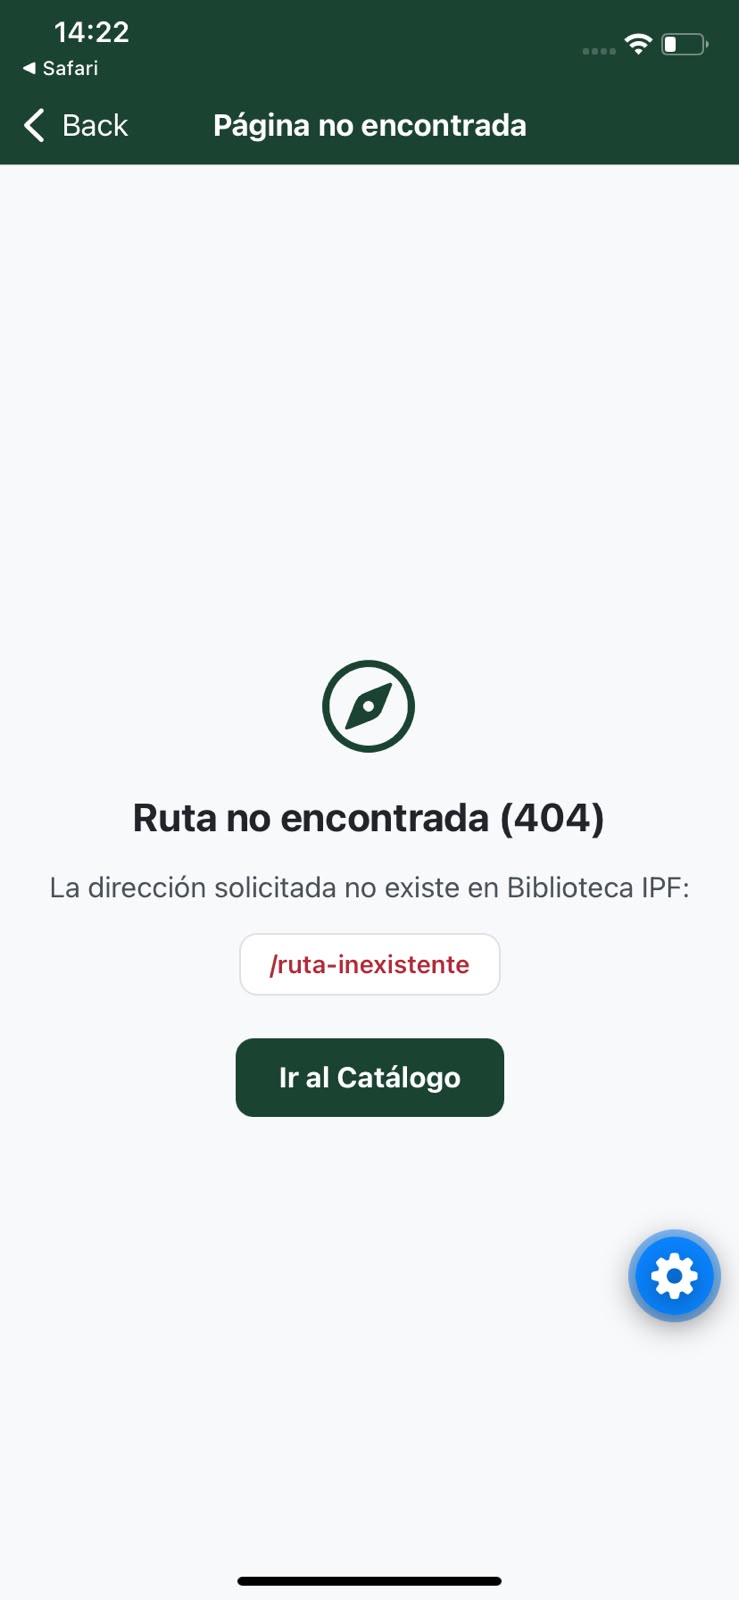 14:22
◀ Safari
Back
Página no encontrada
Ruta no encontrada (404)
La dirección solicitada no existe en Biblioteca IPF:
/ruta-inexistente
Ir al Catálogo